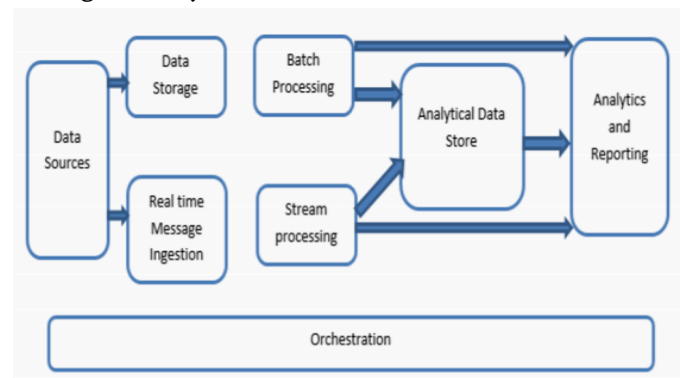 Data
Sources
Data
Storage
Real time
Message
Ingestion
Batch
Processing
Stream
processing
Analytical Data
Store
Analytics
and
Reporting
Orchestration